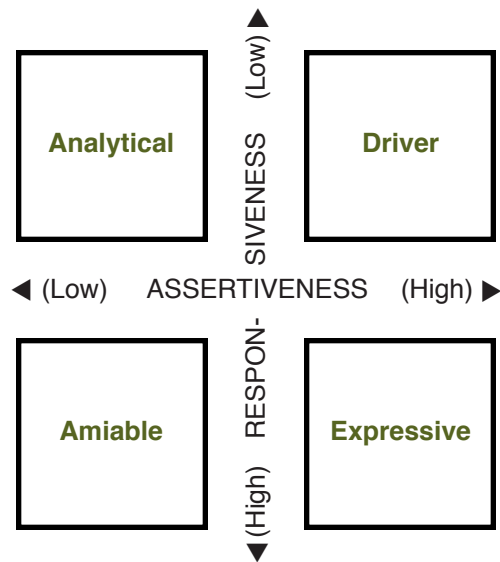 (Low)
Analytical
Driver
SIVENESS
(Low) ASSERTIVENESS (High)
RESPON-
Amiable
Expressive
(High)